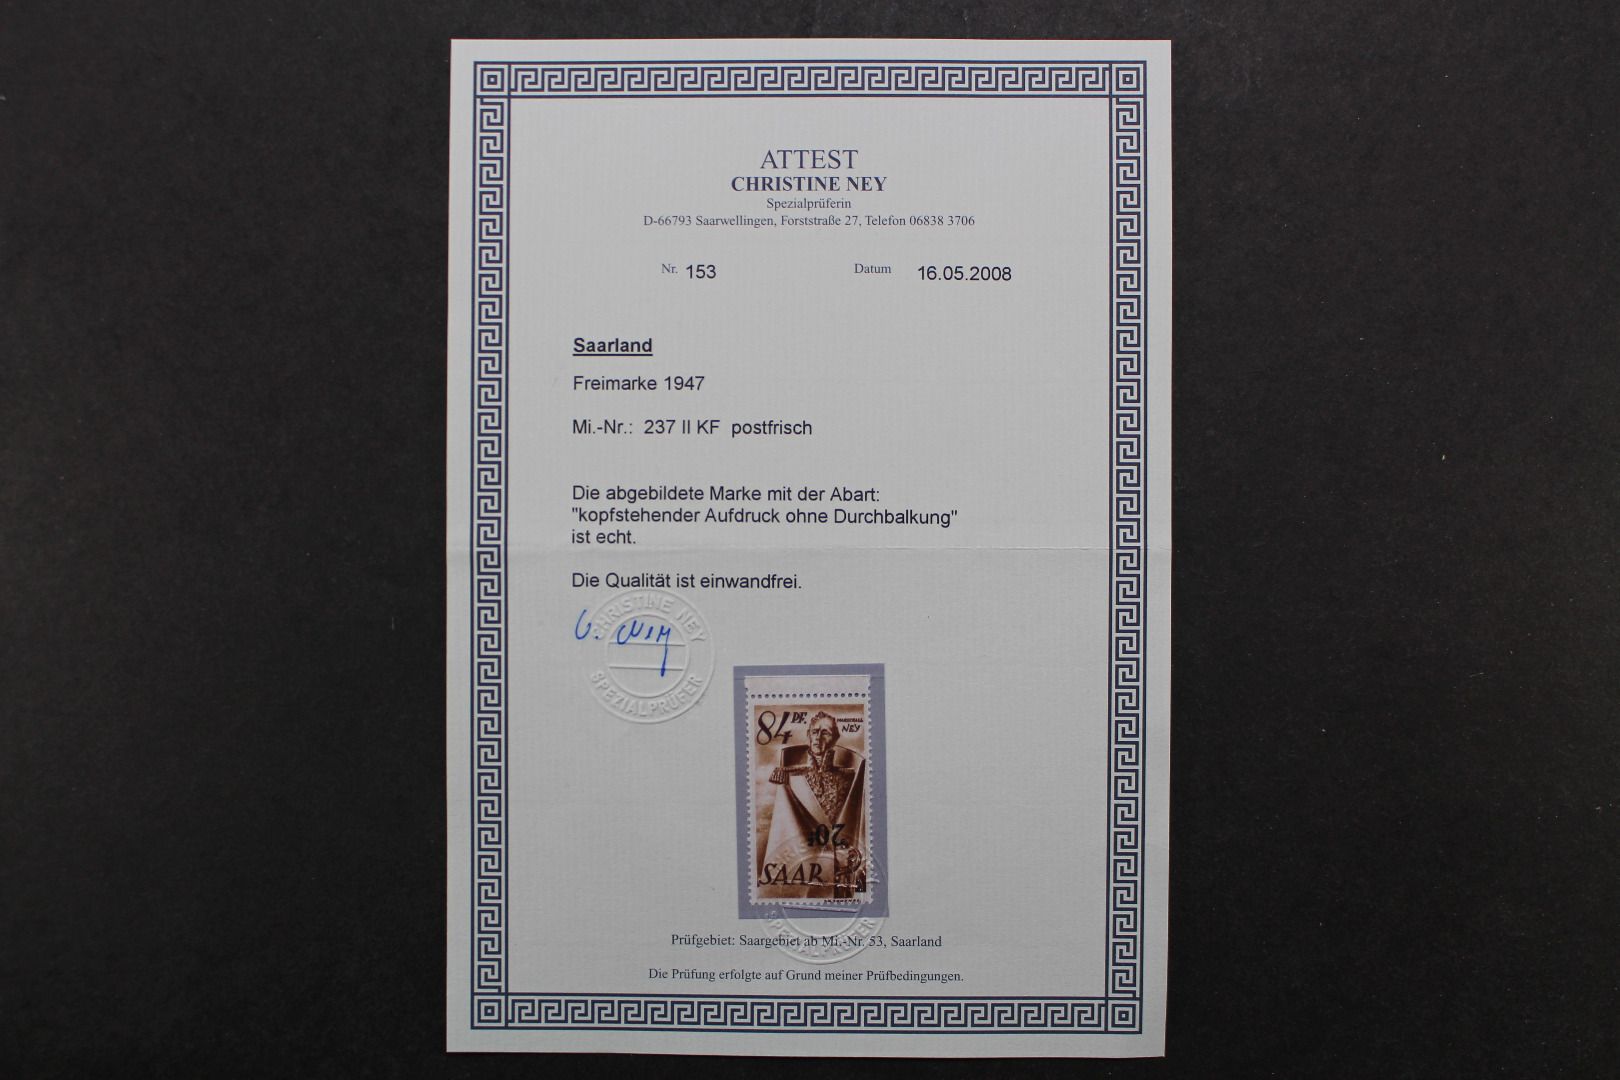 ATTEST
CHRISTINE NEY
Spezialprüferin
D-66793 Saarwellingen, Forststraße 27, Telefon 06838 3706
Nr. 153 Datum 16.05.2008
Saarland
Freimarke 1947
Mi.-Nr.: 237 II KF postfrisch
Die abgebildete Marke mit der Abart:
"kopfstehender Aufdruck ohne Durchbalkung"
ist echt.
Die Qualität ist einwandfrei.
C. Ney
CHRISTINE NEY
SPEZIALPRÜFER
84 PF.
MARSCHALL
NEY
SAAR
Prüfgebiet: Saargebiet ab Mi.-Nr. 53, Saarland
Die Prüfung erfolgte auf Grund meiner Prüfbedingungen.